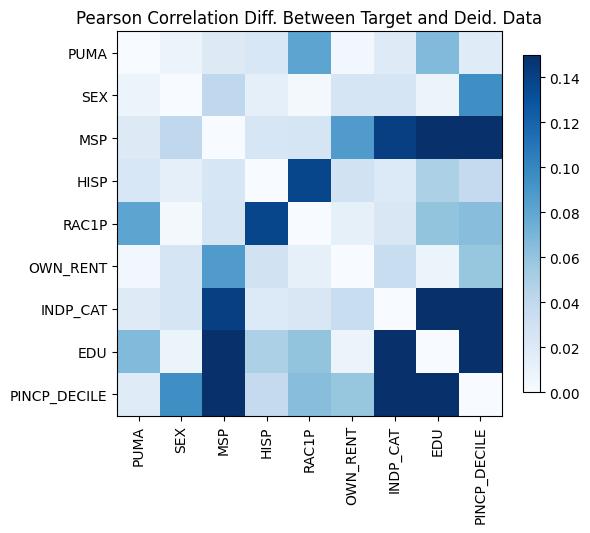 Pearson Correlation Diff. Between Target and Deid. Data
PUMA
SEX
MSP
HISP
RAC1P
OWN_RENT
INDP_CAT
EDU
PINCP_DECILE
PUMA
SEX
MSP
HISP
RAC1P
OWN_RENT
INDP_CAT
EDU
PINCP_DECILE
0.14
0.12
0.10
0.08
0.06
0.04
0.02
0.00